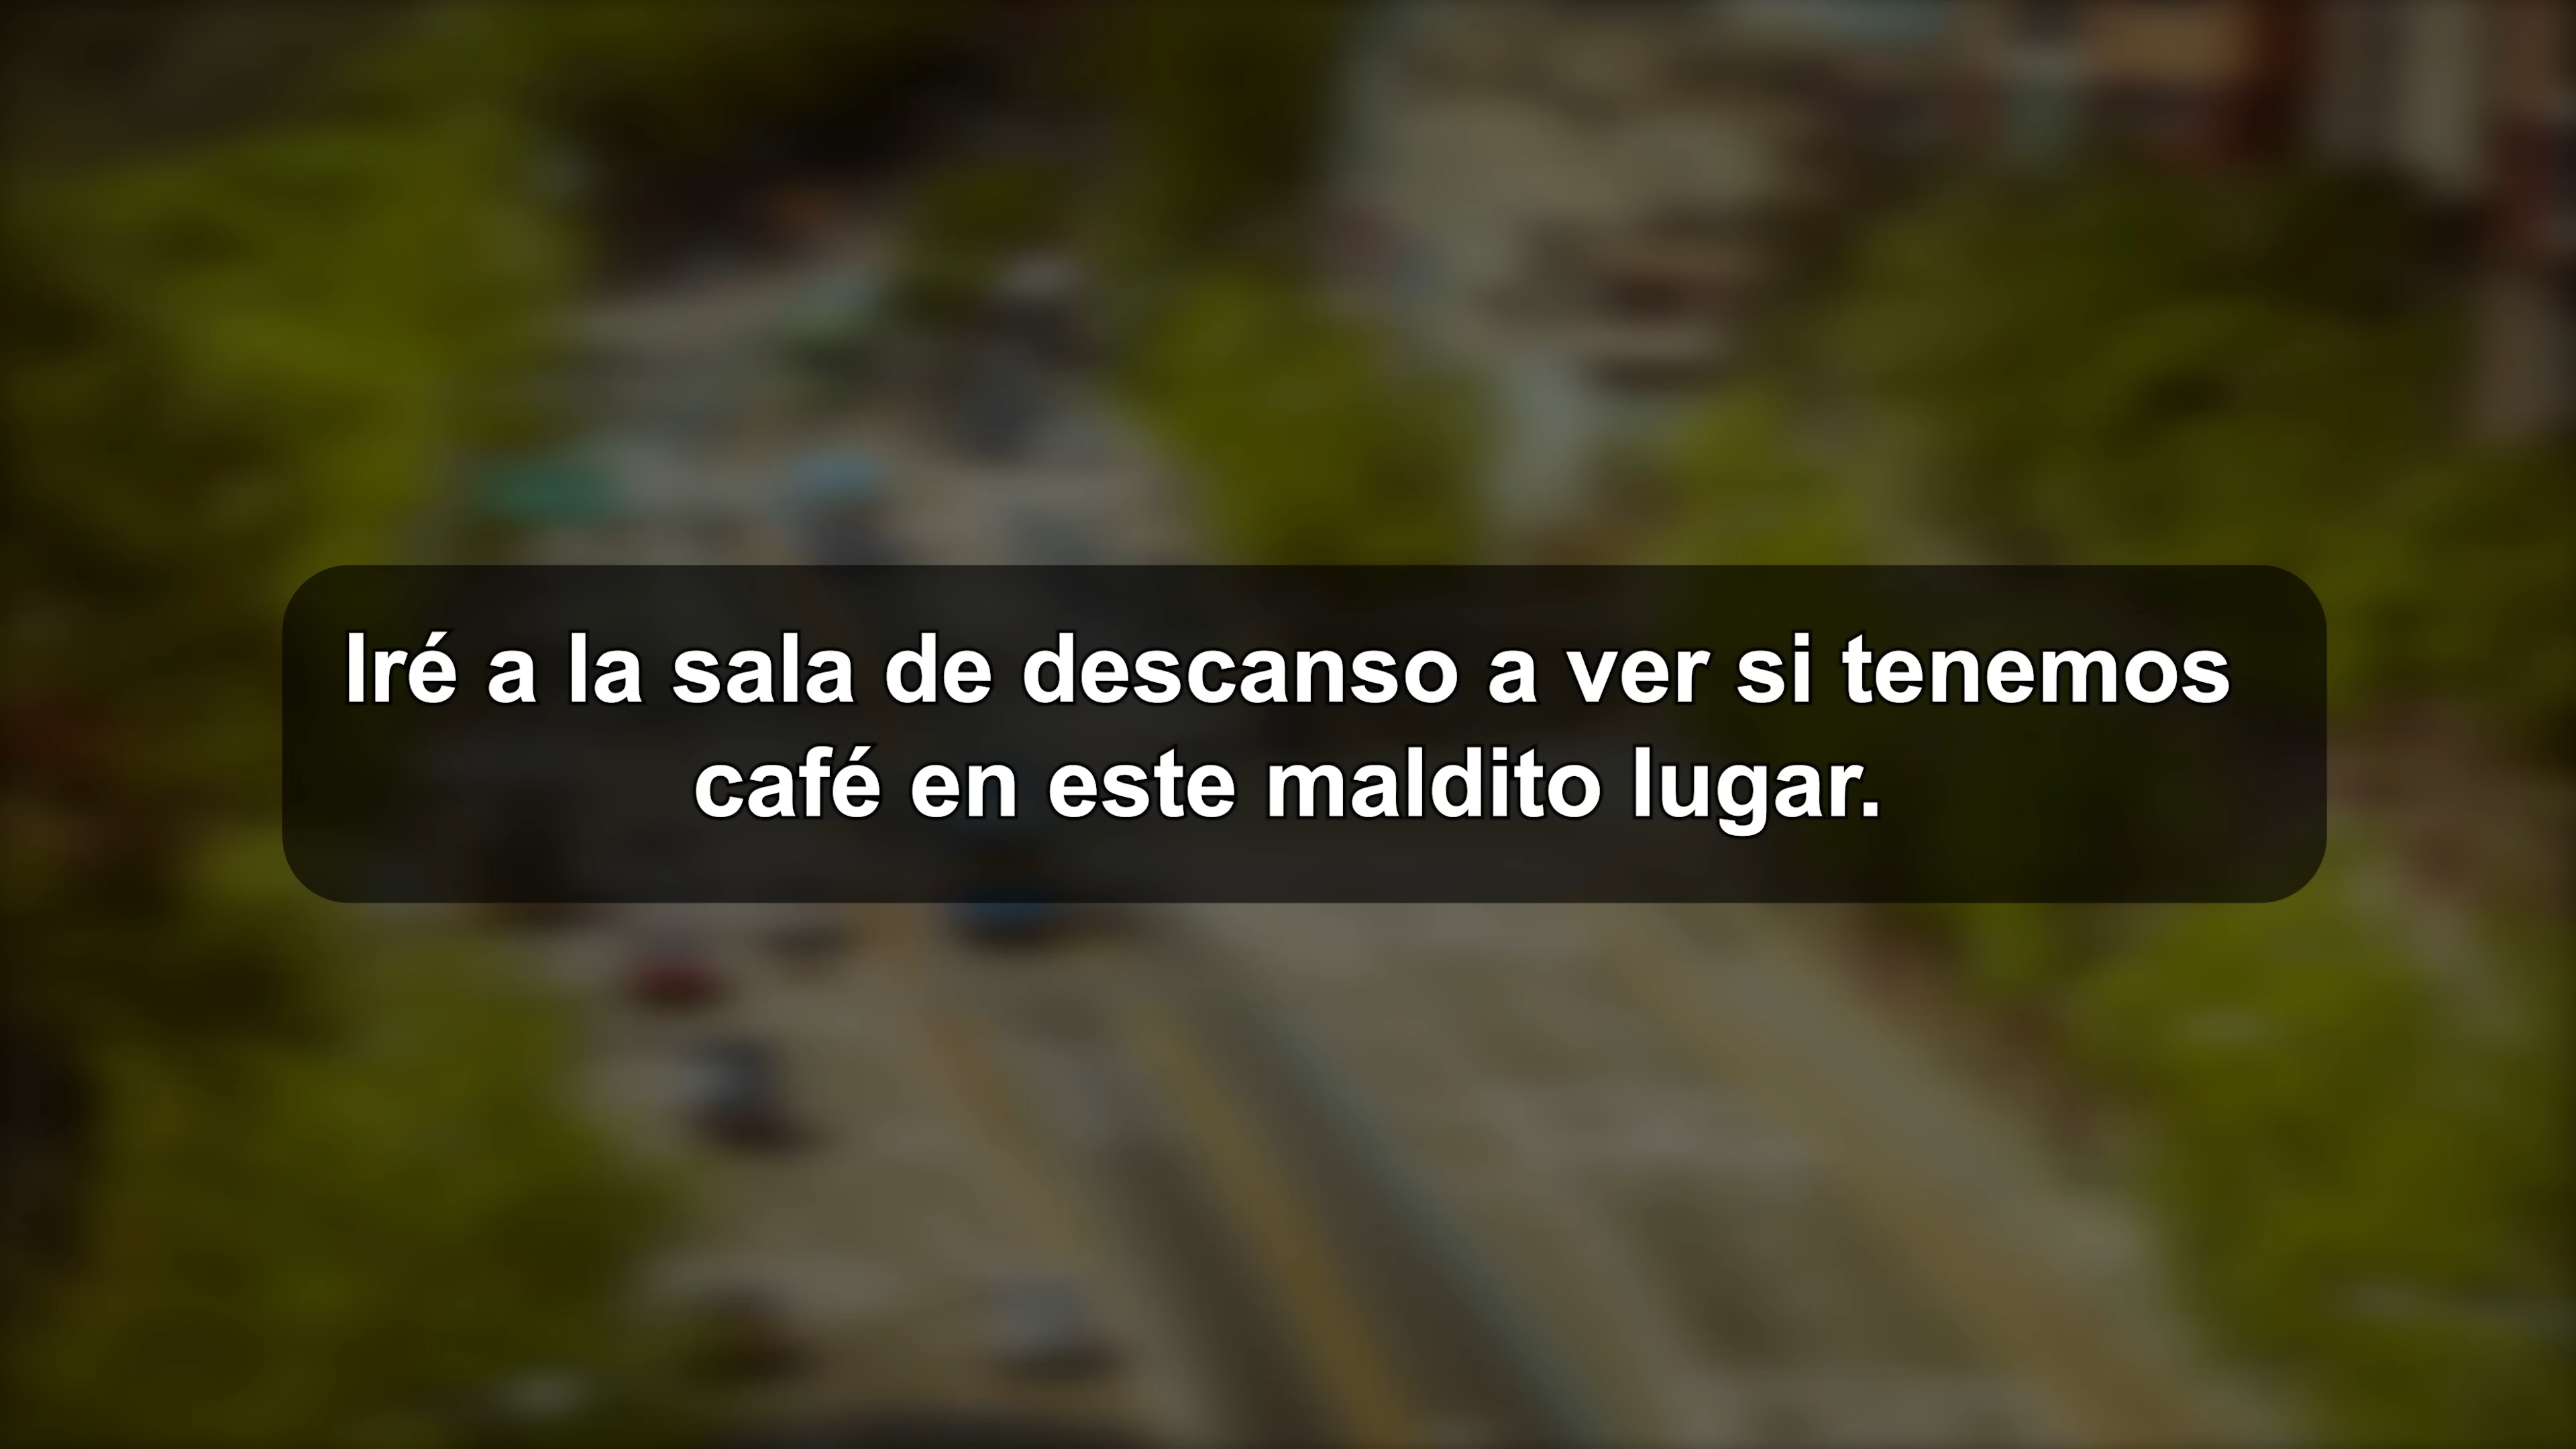 Iré a la sala de descanso a ver si tenemos
café en este maldito lugar.